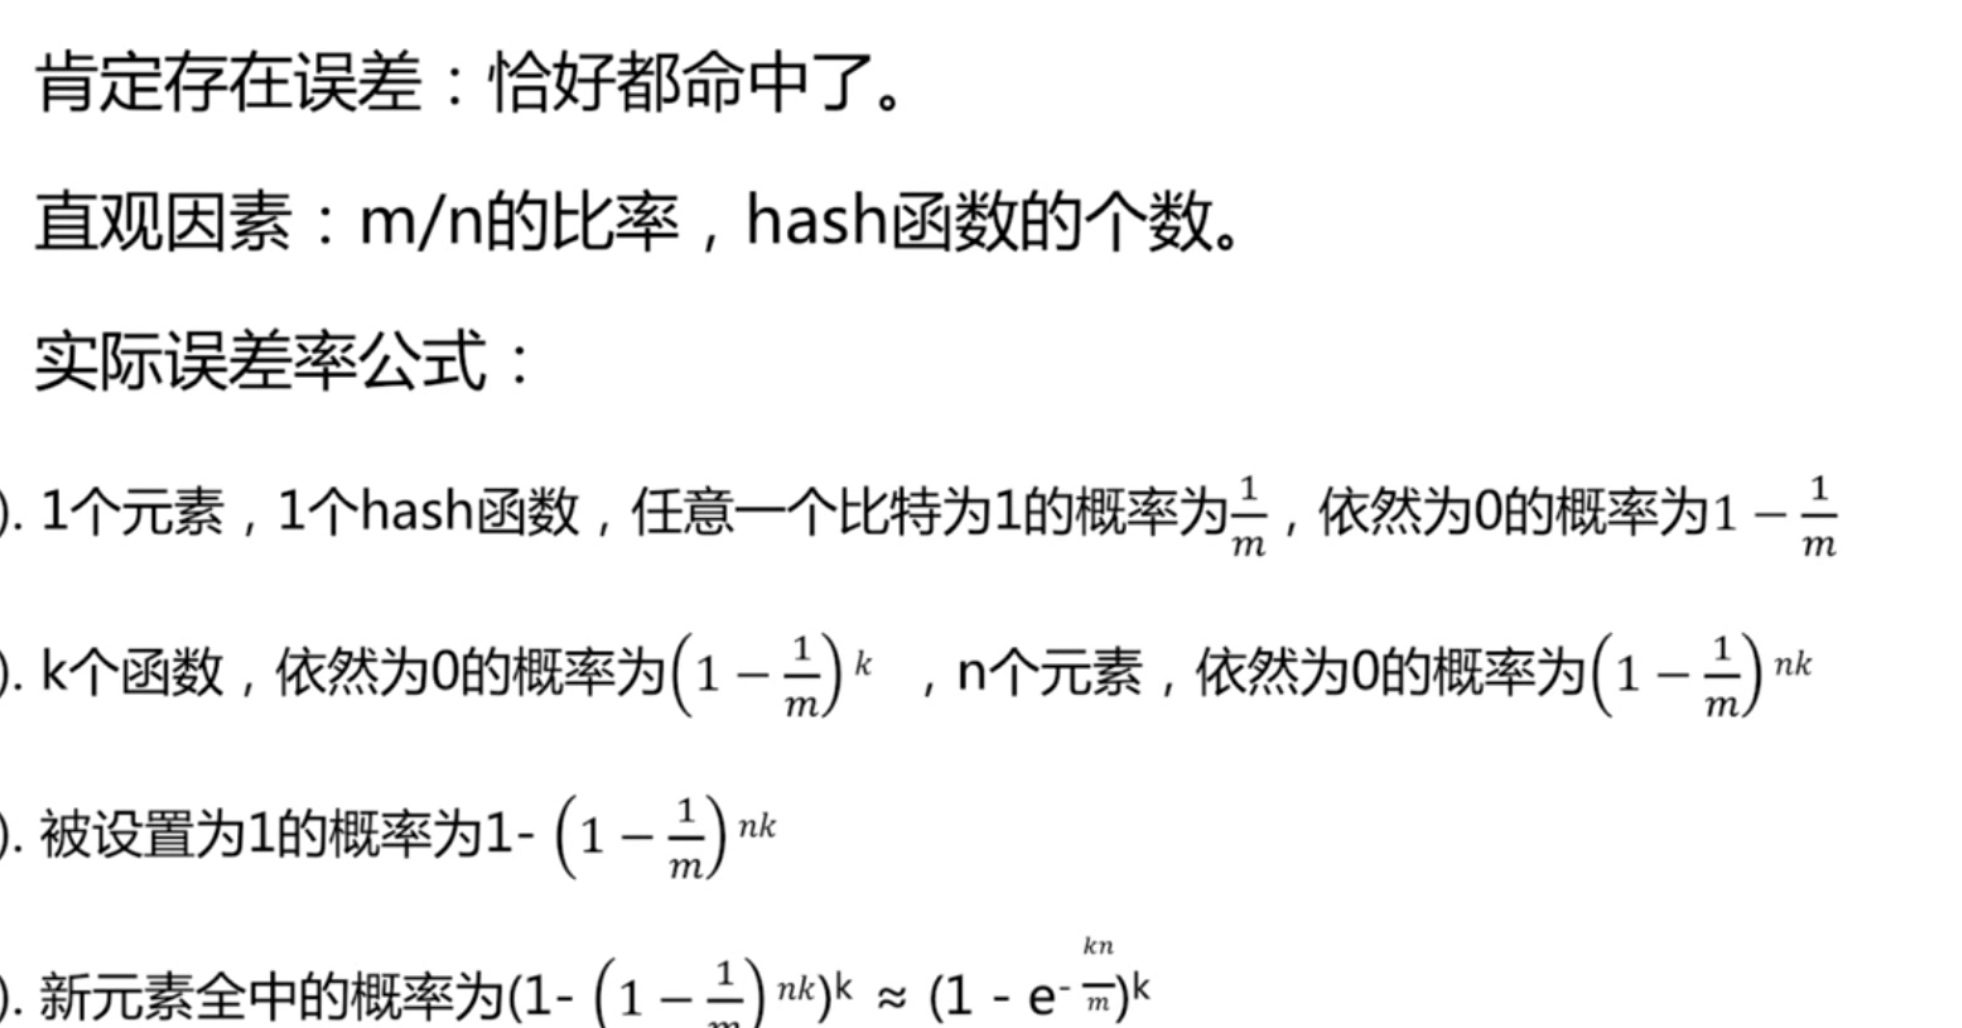 肯定存在误差：恰好都命中了。
直观因素：m/n的比率，hash函数的个数。
实际误差率公式：
). 1个元素，1个hash函数，任意一个比特为1的概率为$\frac{1}{m}$，依然为0的概率为$1-\frac{1}{m}$
). k个函数，依然为0的概率为$\left(1-\frac{1}{m}\right)^{k}$，n个元素，依然为0的概率为$\left(1-\frac{1}{m}\right)^{nk}$
). 被设置为1的概率为1- $\left(1-\frac{1}{m}\right)^{nk}$
). 新元素全中的概率为(1- $\left(1-\frac{1}{m}\right)^{nk}$)$^{k}$ ≈ (1 - e$^{-\frac{kn}{m}}$)$^{k}$